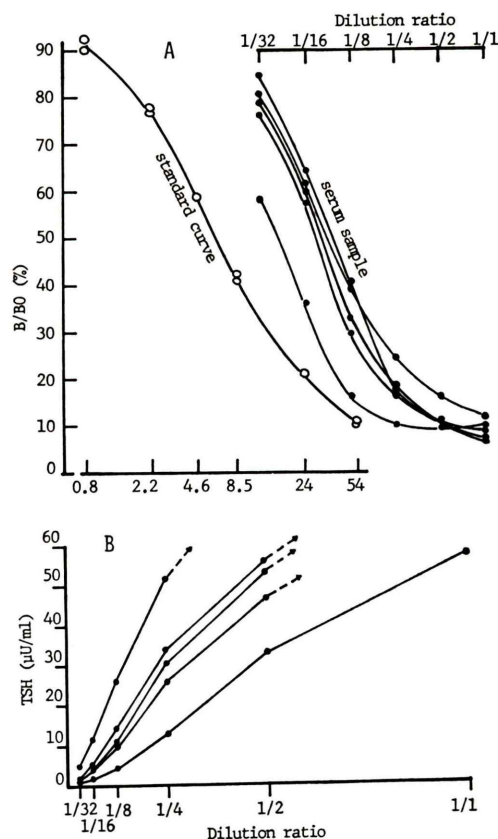 Dilution ratio
1/32 1/16 1/8 1/4 1/2 1/1
A
90
80
70
60
50
40
30
20
10
0
B/B0 (%)
standard curve
serum sample
0.8 2.2 4.6 8.5 24 54
B
60
50
40
30
20
10
0
TSH (μU/ml)
1/32 1/16 1/8 1/4 1/2 1/1
Dilution ratio